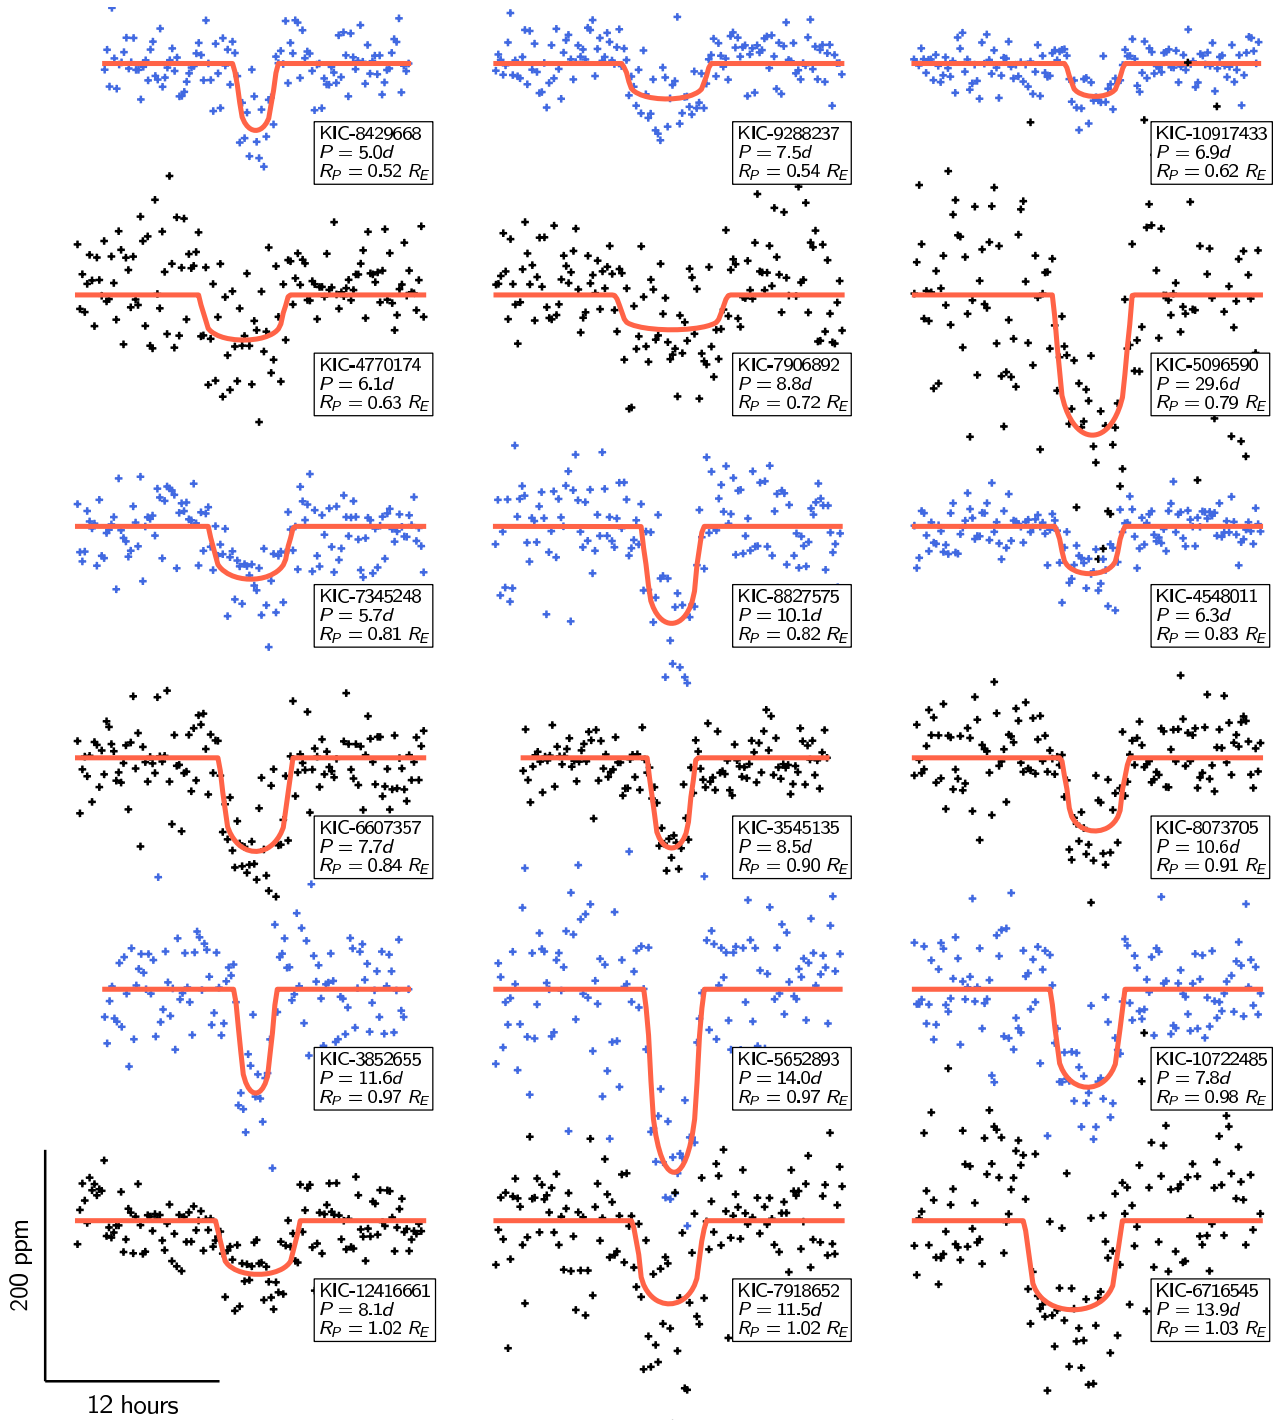 KIC-8429668
P = 5.0d
R_P = 0.52 R_E
KIC-9288237
P = 7.5d
R_P = 0.54 R_E
KIC-10917433
P = 6.9d
R_P = 0.62 R_E
KIC-4770174
P = 6.1d
R_P = 0.63 R_E
KIC-7906892
P = 8.8d
R_P = 0.72 R_E
KIC-5096590
P = 29.6d
R_P = 0.79 R_E
KIC-7345248
P = 5.7d
R_P = 0.81 R_E
KIC-8827575
P = 10.1d
R_P = 0.82 R_E
KIC-4548011
P = 6.3d
R_P = 0.83 R_E
KIC-6607357
P = 7.7d
R_P = 0.84 R_E
KIC-3545135
P = 8.5d
R_P = 0.90 R_E
KIC-8073705
P = 10.6d
R_P = 0.91 R_E
KIC-3852655
P = 11.6d
R_P = 0.97 R_E
KIC-5652893
P = 14.0d
R_P = 0.97 R_E
KIC-10722485
P = 7.8d
R_P = 0.98 R_E
KIC-12416661
P = 8.1d
R_P = 1.02 R_E
KIC-7918652
P = 11.5d
R_P = 1.02 R_E
KIC-6716545
P = 13.9d
R_P = 1.03 R_E
200 ppm
12 hours